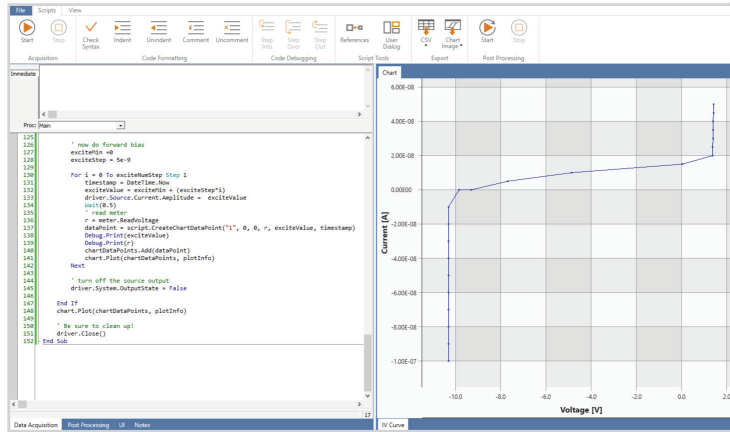 File Scripts View
Start Stop Check Syntax Indent Unindent Comment Uncomment Step Into Step Over Step Out References User Dialog CSV Chart Image Start Stop
Acquisition Code Formatting Code Debugging Script Tools Export Post Processing
Immediate
Proc: Main
125
126 ' now do forward bias
127 exciteMin =0
128 exciteStep = 5e-9
129
130 For i = 0 To exciteNumStep Step 1
131 timestamp = DateTime.Now
132 exciteValue = exciteMin + (exciteStep*i)
133 driver.Source.Current.Amplitude = exciteValue
134 Wait(0.5)
135 ' read meter
136 r = meter.ReadVoltage
137 dataPoint = script.CreateChartDataPoint("1", 0, 0, r, exciteValue, timestamp)
138 Debug.Print(exciteValue)
139 Debug.Print(r)
140 chartDataPoints.Add(dataPoint)
141 chart.Plot(chartDataPoints, plotInfo)
142 Next
143
144 ' turn off the source output
145 driver.System.OutputState = False
146
147 End If
148 chart.Plot(chartDataPoints, plotInfo)
149
150 ' Be sure to clean up!
151 driver.Close()
152 End Sub
17
Data Acquisition Post Processing UI Notes
Chart
6.00E-08
4.00E-08
2.00E-08
0.00E00
-2.00E-08
-4.00E-08
-6.00E-08
-8.00E-08
-1.00E-07
Current [A]
-10.0 -8.0 -6.0 -4.0 -2.0 0.0 2.0
Voltage [V]
IV Curve